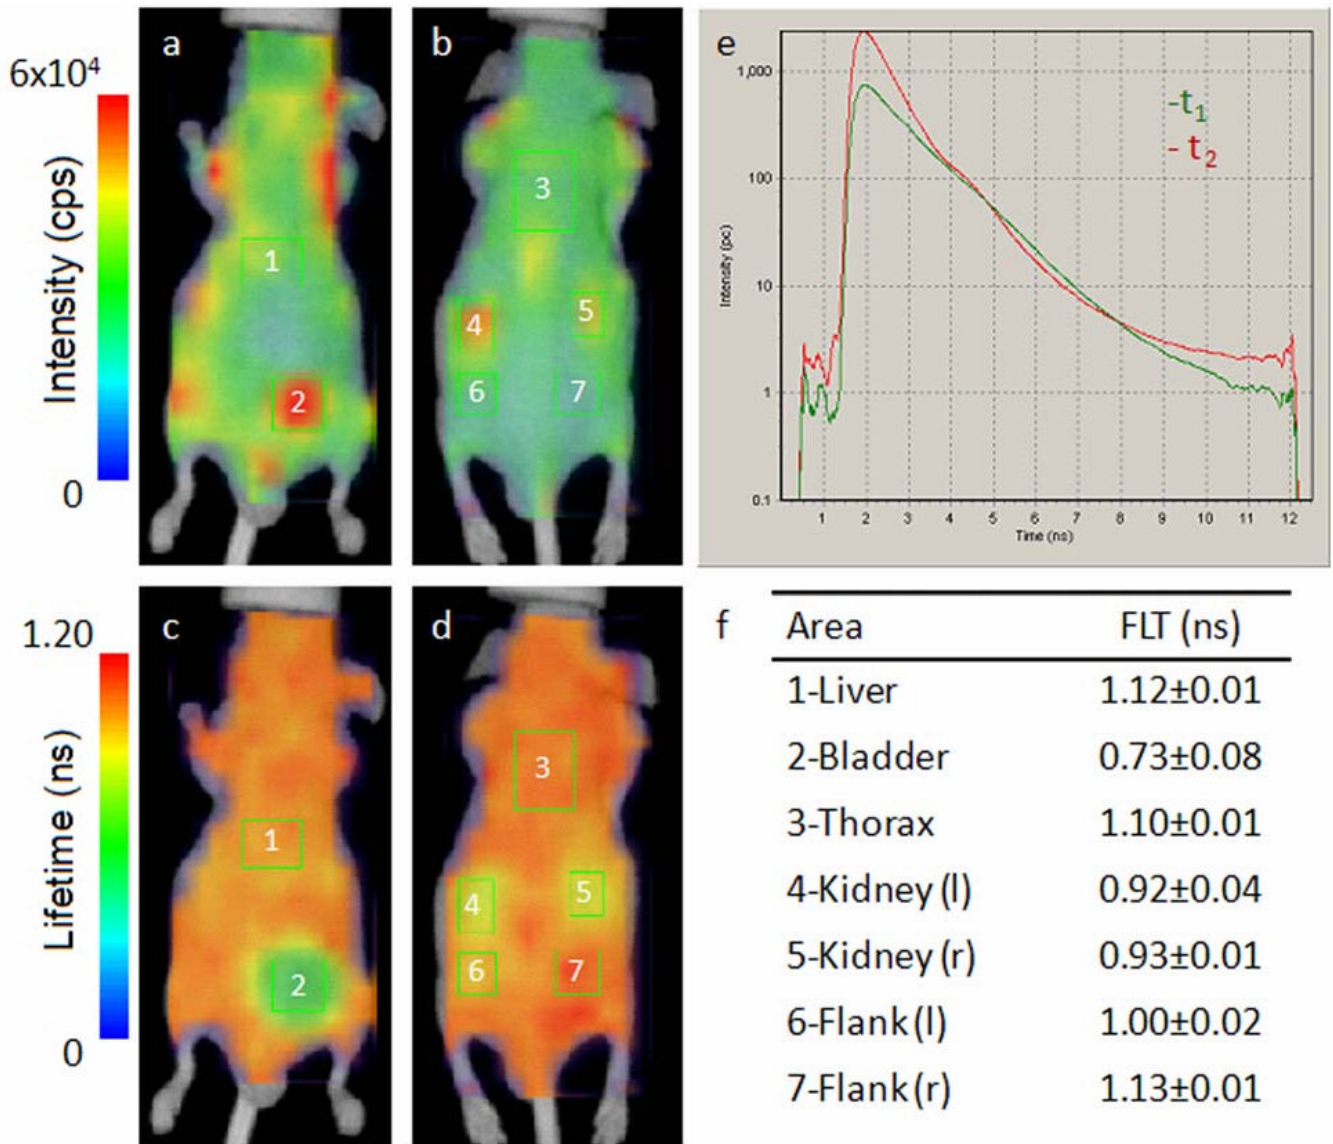 a
6x10⁴
Intensity (cps)
0
1
2
b
3
4
5
6
7
e
-t₁
- t₂
1,000
100
10
1
0.1
Intensity (pc)
1 2 3 4 5 6 7 8 9 10 11 12
Time (ns)
c
1.20
Lifetime (ns)
0
1
2
d
3
4
5
6
7
f
Area FLT (ns)
1-Liver 1.12±0.01
2-Bladder 0.73±0.08
3-Thorax 1.10±0.01
4-Kidney (l) 0.92±0.04
5-Kidney (r) 0.93±0.01
6-Flank (l) 1.00±0.02
7-Flank (r) 1.13±0.01